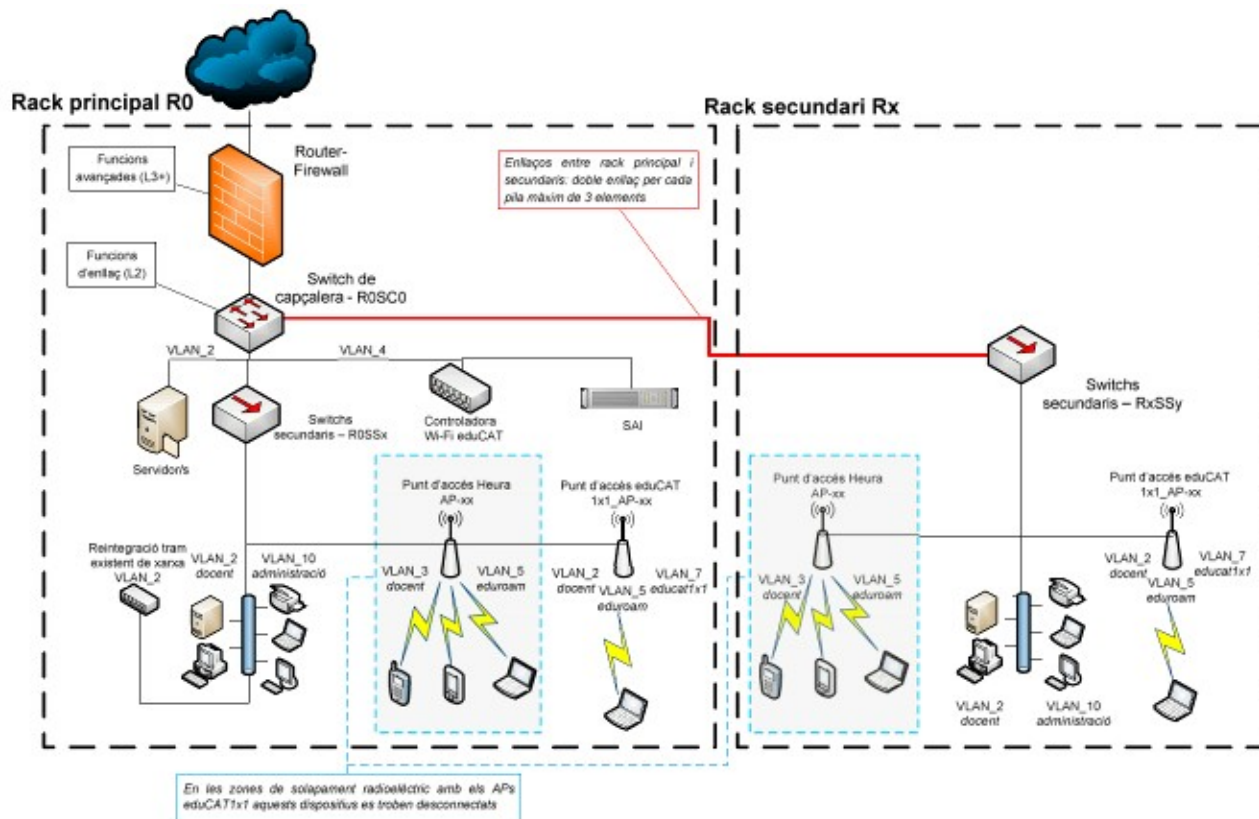 Rack principal R0
Rack secundari Rx
Funcions
avançades (L3+)
Router-
Firewall
Enllaços entre rack principal i
secundaris: doble enllaç per cada
pila màxim de 3 elements
Funcions
d'enllaç (L2)
Switch de
capçalera - R0SC0
VLAN_2
VLAN_4
Switchs
secundaris – R0SSx
Controladora
Wi-Fi eduCAT
SAI
Servidor/s
Switchs
secundaris – RxSSy
Punt d'accés Heura
AP-xx
Punt d'accés eduCAT
1x1_AP-xx
Punt d'accés Heura
AP-xx
Punt d'accés eduCAT
1x1_AP-xx
Reintegració tram
existent de xarxa
VLAN_2
VLAN_2
docent
VLAN_10
administració
VLAN_3
docent
VLAN_5
eduroam
VLAN_2
docent
VLAN_5
eduroam
VLAN_7
educat1x1
VLAN_3
docent
VLAN_5
eduroam
VLAN_2
docent
VLAN_5
eduroam
VLAN_7
educat1x1
VLAN_2
docent
VLAN_10
administració
En les zones de solapament radioelèctric amb els APs
eduCAT1x1 aquests dispositius es troben desconnectats